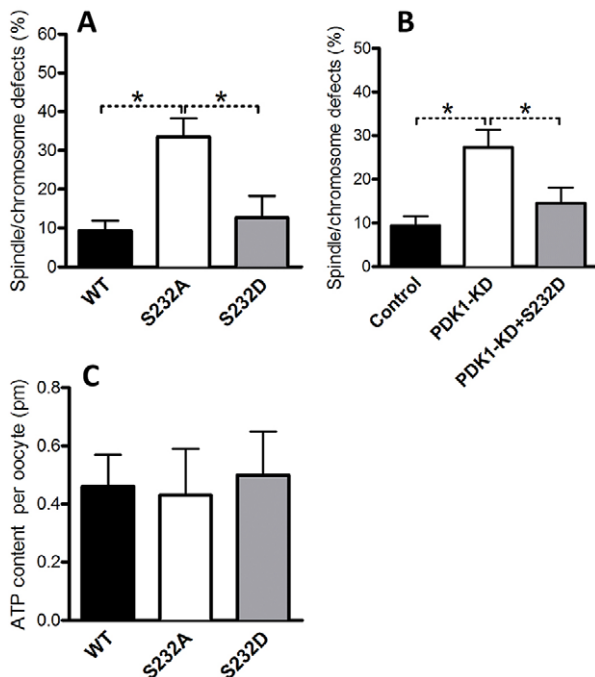 A
Spindle/chromosome defects (%)
60
50
40
30
20
10
0
* *
WT
S232A
S232D
B
Spindle/chromosome defects (%)
50
40
30
20
10
0
* *
Control
PDK1-KD
PDK1-KD+S232D
C
ATP content per oocyte (pm)
0.8
0.6
0.4
0.2
0.0
WT
S232A
S232D